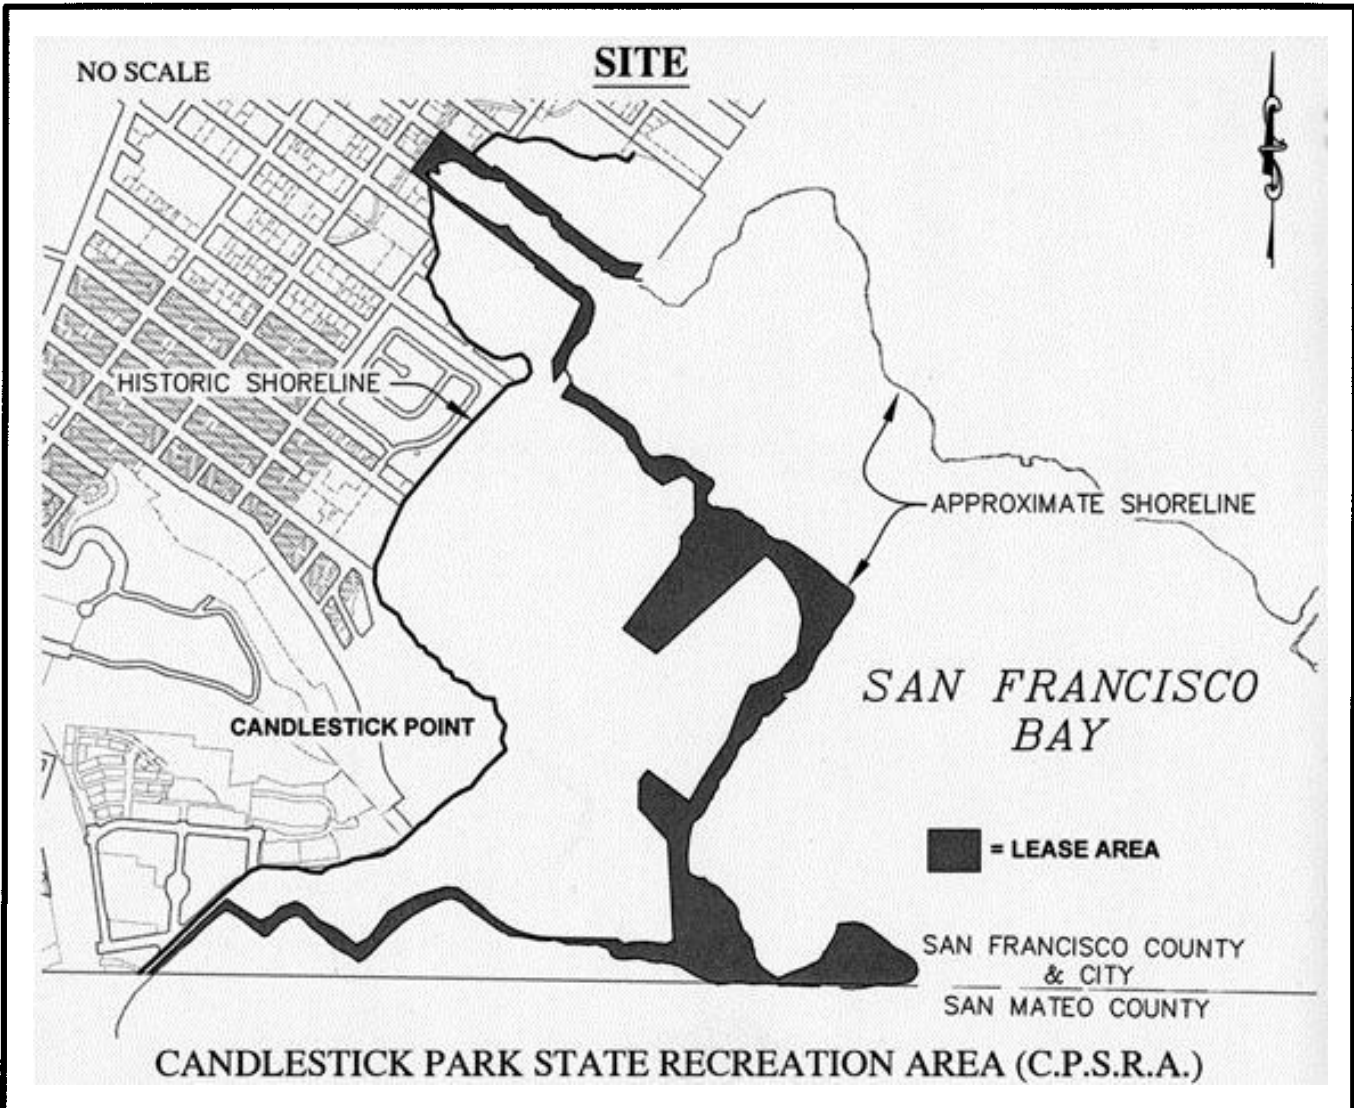 NO SCALE
SITE
HISTORIC SHORELINE
APPROXIMATE SHORELINE
CANDLESTICK POINT
SAN FRANCISCO
BAY
= LEASE AREA
SAN FRANCISCO COUNTY
& CITY
SAN MATEO COUNTY
CANDLESTICK PARK STATE RECREATION AREA (C.P.S.R.A.)